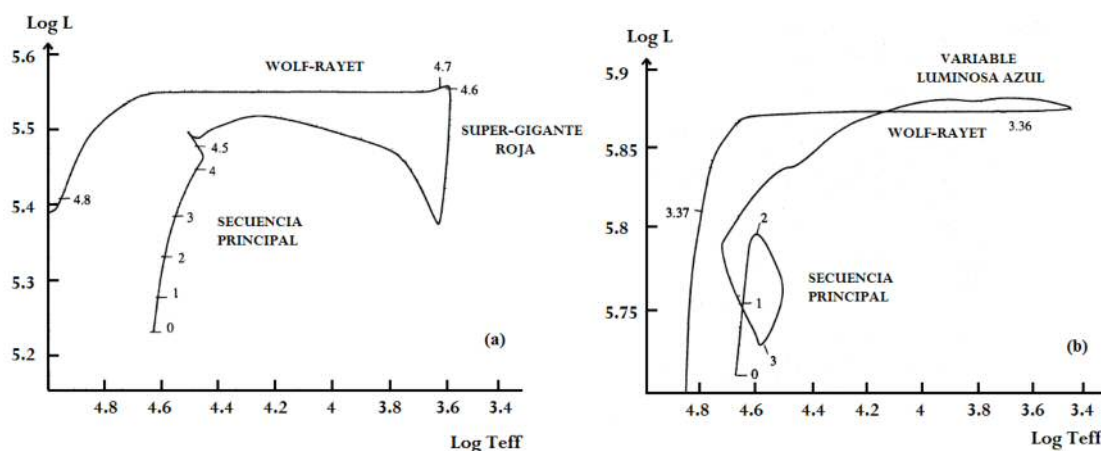 Log L
5.6
5.5
5.4
5.3
5.2
4.8
4.6
4.4
4.2
4
3.8
3.6
3.4
Log Teff
WOLF-RAYET
4.7
4.6
SUPER-GIGANTE
ROJA
4.5
4
3
2
1
0
4.8
SECUENCIA
PRINCIPAL
(a)
Log L
5.9
5.85
5.8
5.75
4.8
4.6
4.4
4.2
4
3.8
3.6
3.4
Log Teff
VARIABLE
LUMINOSA AZUL
WOLF-RAYET
3.36
3.37
2
1
3
0
SECUENCIA
PRINCIPAL
(b)